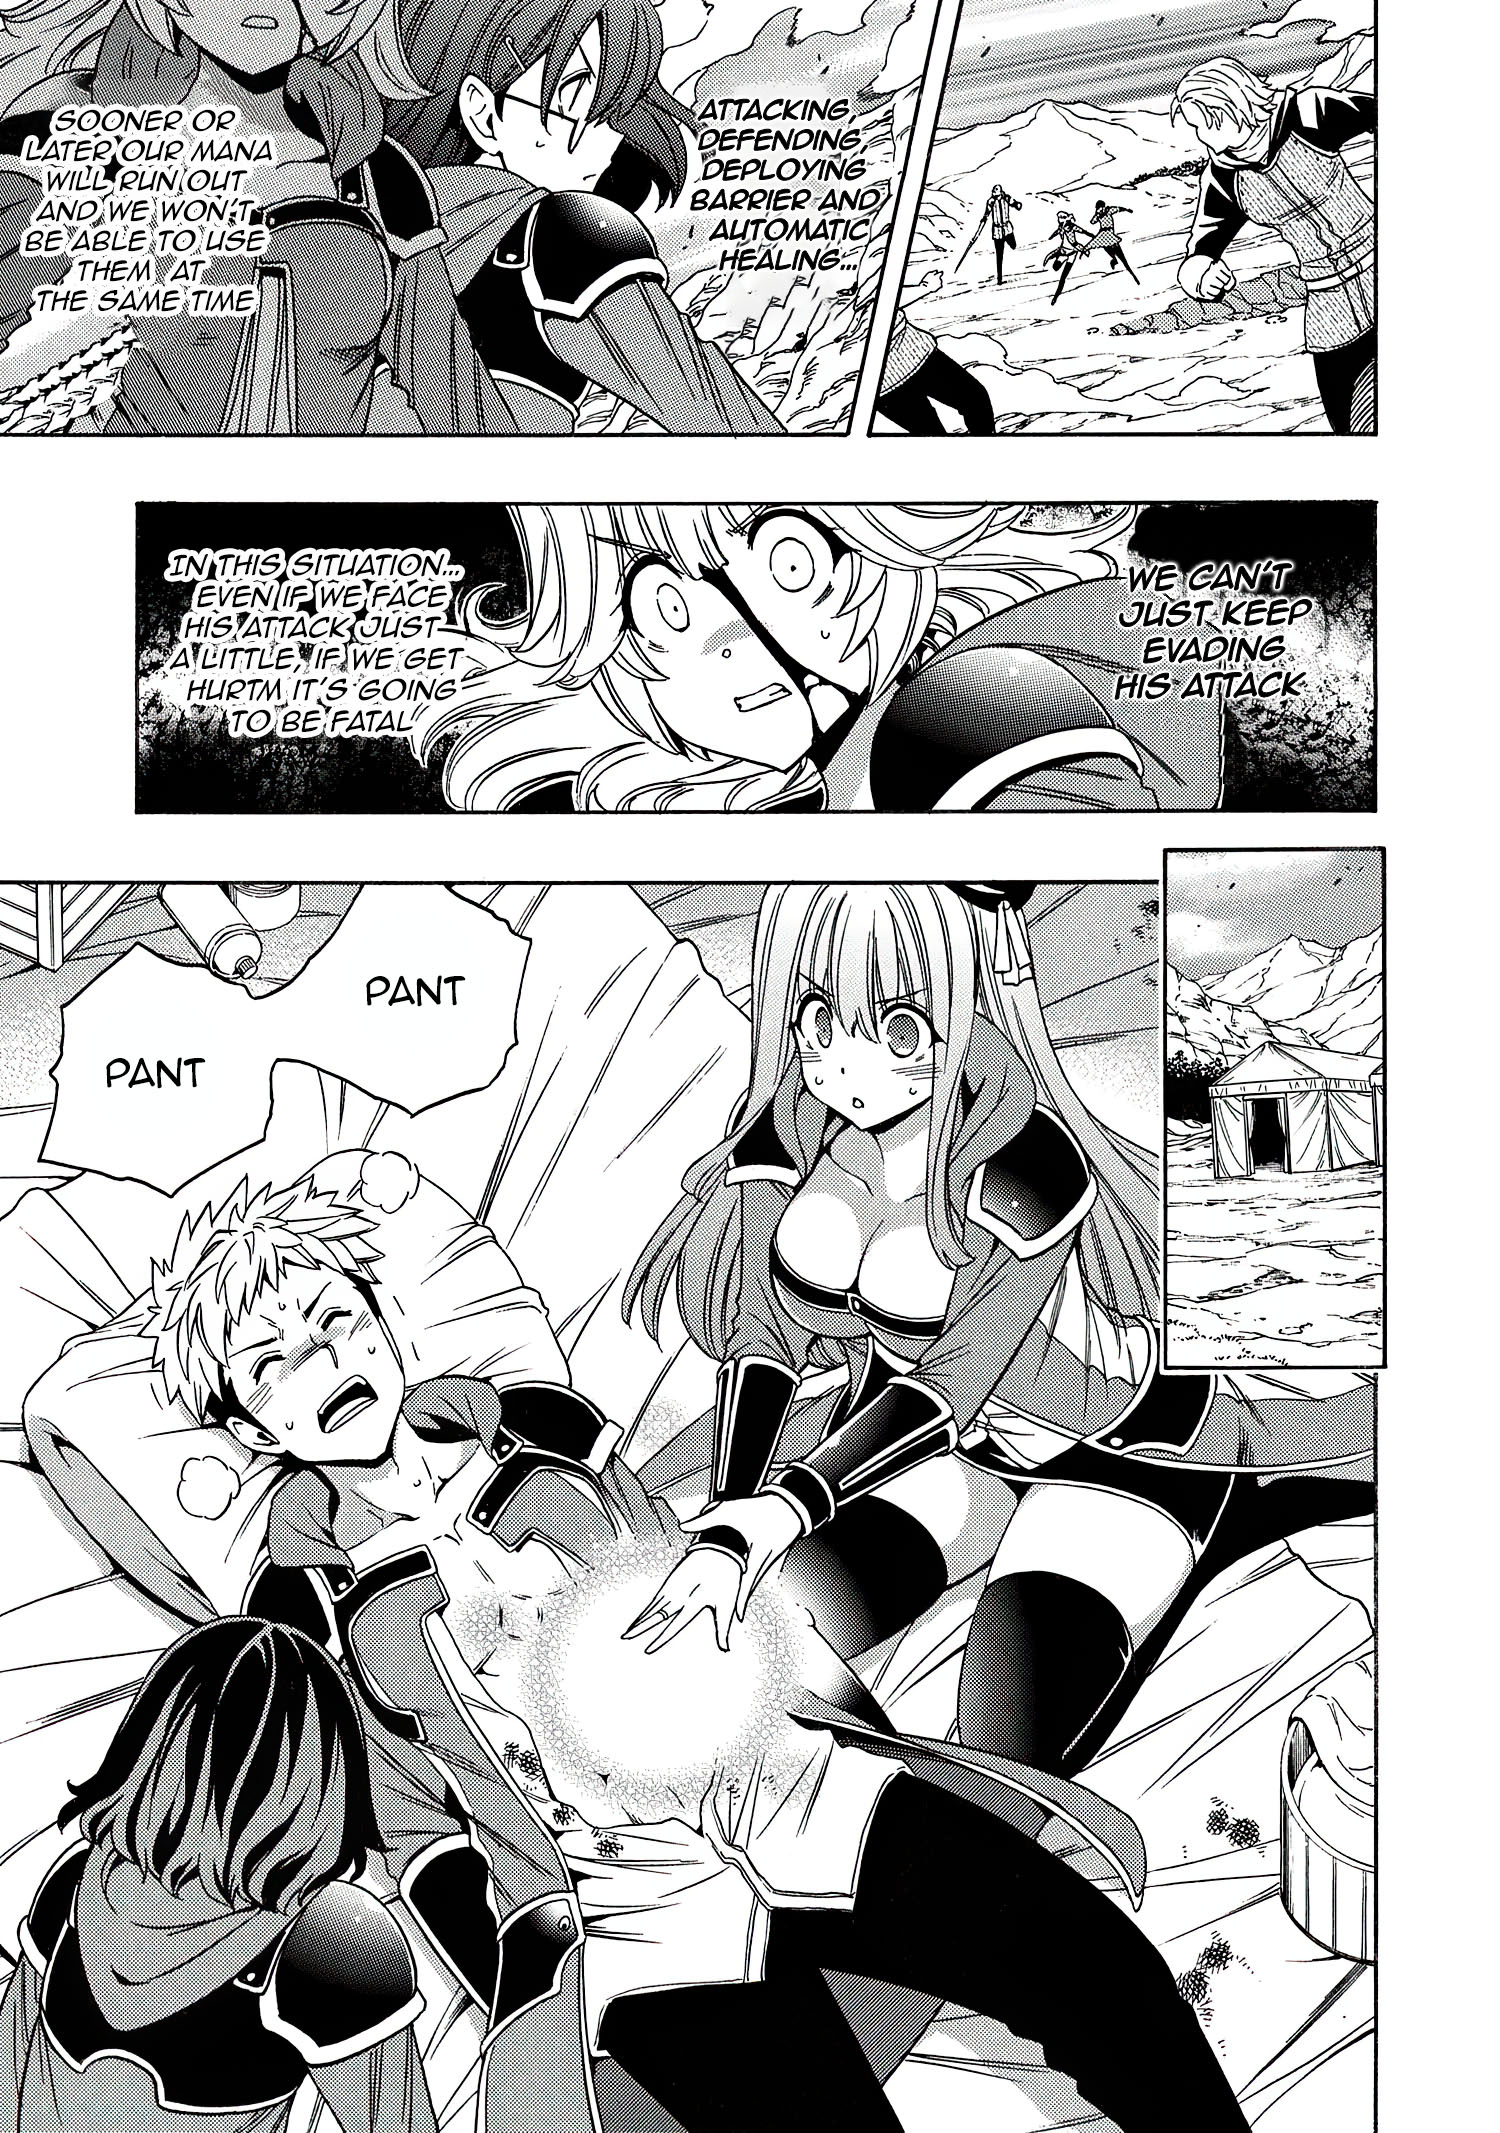 ATTACKING,
DEFENDING,
DEPLOYING
BARRIER AND
AUTOMATIC
HEALING...
SOONER OR
LATER OUR MANA
WILL RUN OUT
AND WE WON'T
BE ABLE TO USE
THEM AT
THE SAME TIME
WE CAN'T
JUST KEEP
EVADING
HIS ATTACK
IN THIS SITUATION...
EVEN IF WE FACE
HIS ATTACK JUST
A LITTLE, IF WE GET
HURTM IT'S GOING
TO BE FATAL
PANT
PANT